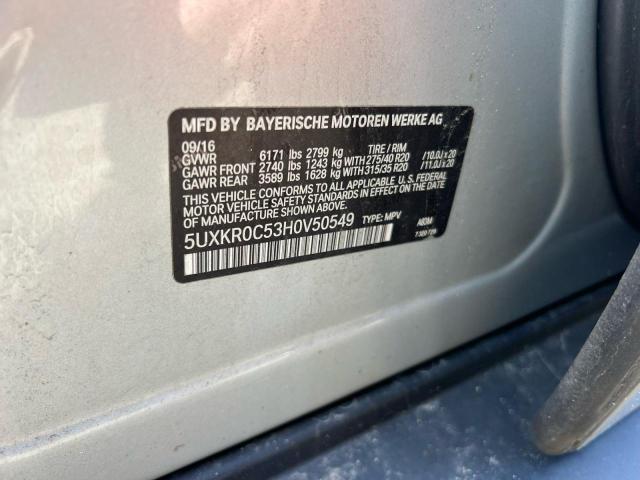 MFD BY BAYERISCHE MOTOREN WERKE AG
09/16 TIRE / RIM
GVWR 6171 lbs 2799 kg
GAWR FRONT 2740 lbs 1243 kg WITH 275/40 R20 /10.0J x 20
GAWR REAR 3589 lbs 1628 kg WITH 315/35 R20 /11.0J x 20
THIS VEHICLE CONFORMS TO ALL APPLICABLE U.S. FEDERAL
MOTOR VEHICLE SAFETY STANDARDS IN EFFECT ON THE DATE
OF MANUFACTURE SHOWN ABOVE.
5UXKR0C53H0V50549 TYPE: MPV A83M